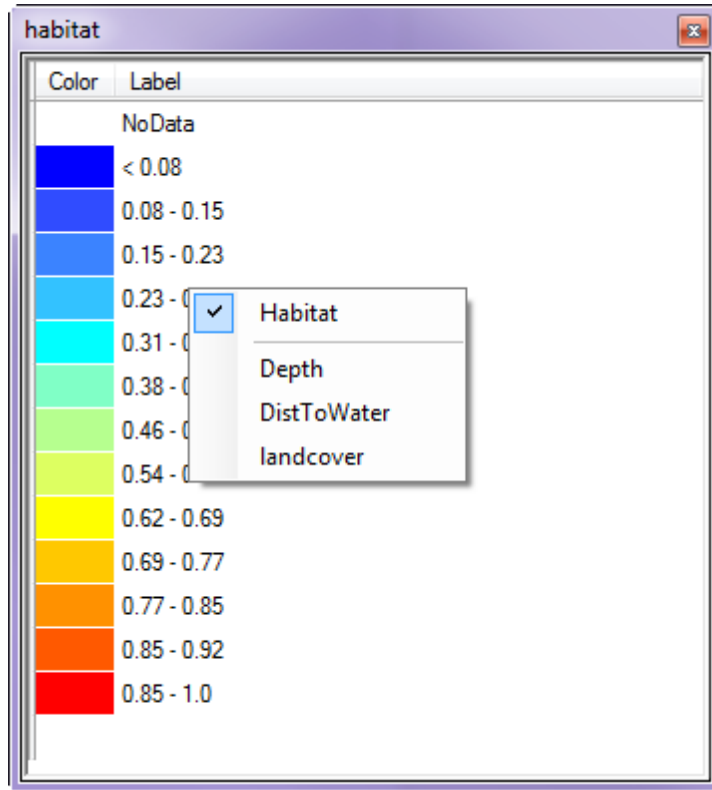 habitat
Color Label
NoData
< 0.08
0.08 - 0.15
0.15 - 0.23
0.23 -
0.31 -
0.38 -
0.46 -
0.54 -
0.62 - 0.69
0.69 - 0.77
0.77 - 0.85
0.85 - 0.92
0.85 - 1.0
Habitat
Depth
DistToWater
landcover